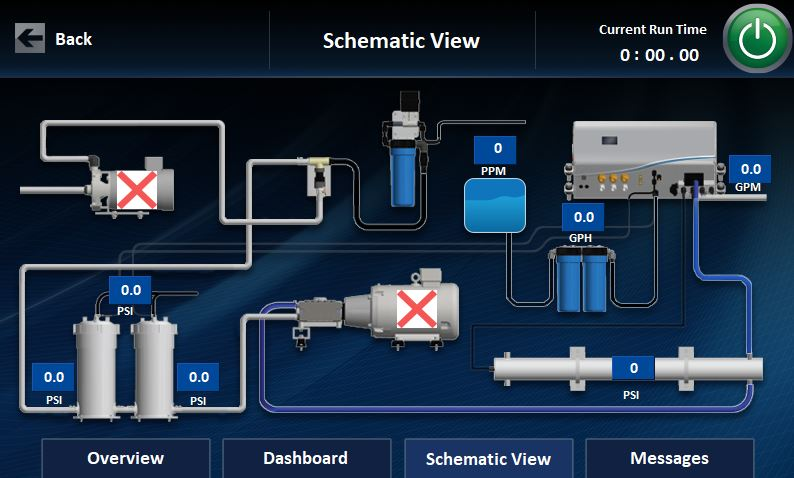 Back
Schematic View
Current Run Time
0 : 00 . 00
0
PPM
0.0
GPM
0.0
GPH
0.0
PSI
0.0
PSI
0.0
PSI
0
PSI
Overview
Dashboard
Schematic View
Messages